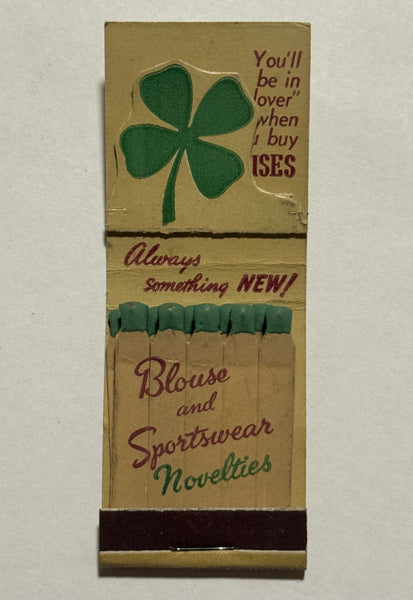 You'll
be in
lover"
when
u buy
ISES
Always
something NEW!
Blouse
and
Sportswear
Novelties